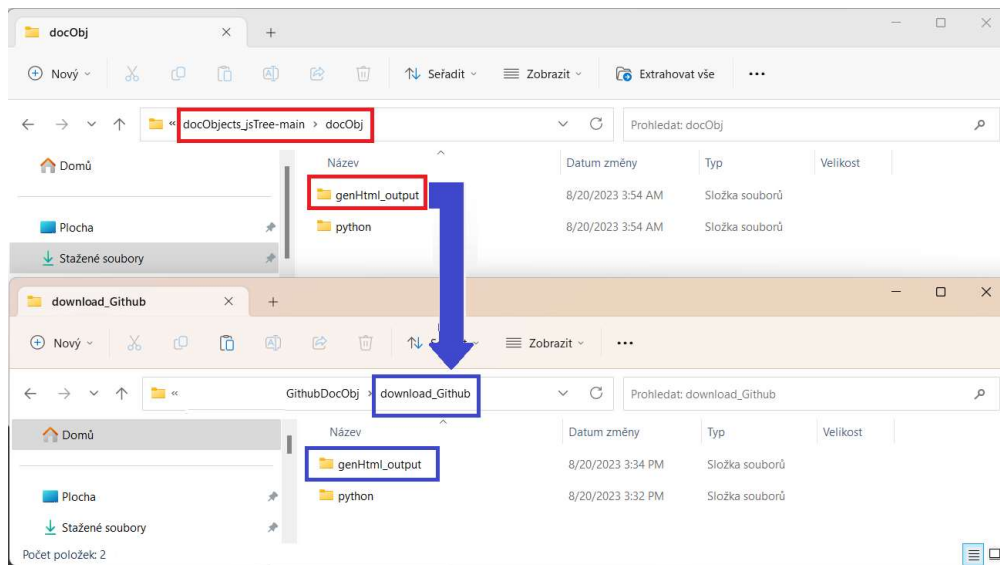 docObj
Nový Seřadit Zobrazit Extrahovat vše
« docObjects_jsTree-main > docObj Prohledat: docObj
Domů Název Datum změny Typ Velikost
genHtml_output 8/20/2023 3:54 AM Složka souborů
Plocha python 8/20/2023 3:54 AM Složka souborů
Stažené soubory
download_Github
Nový Zobrazit
« GithubDocObj > download_Github Prohledat: download_Github
Domů Název Datum změny Typ Velikost
genHtml_output 8/20/2023 3:34 PM Složka souborů
Plocha python 8/20/2023 3:32 PM Složka souborů
Stažené soubory
Počet položek: 2